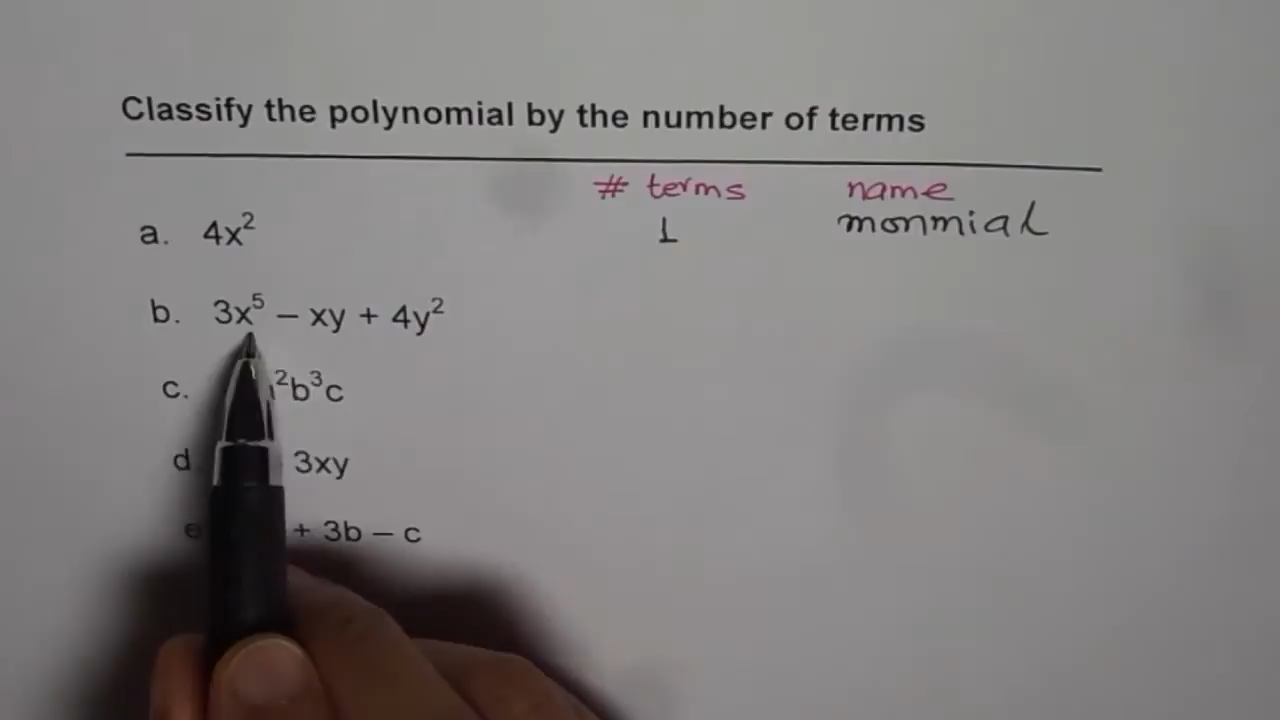 Classify the polynomial by the number of terms
# terms name
a. 4x² 1 monmial
b. 3x⁵ – xy + 4y²
c. ²b³c
d 3xy
e + 3b – c